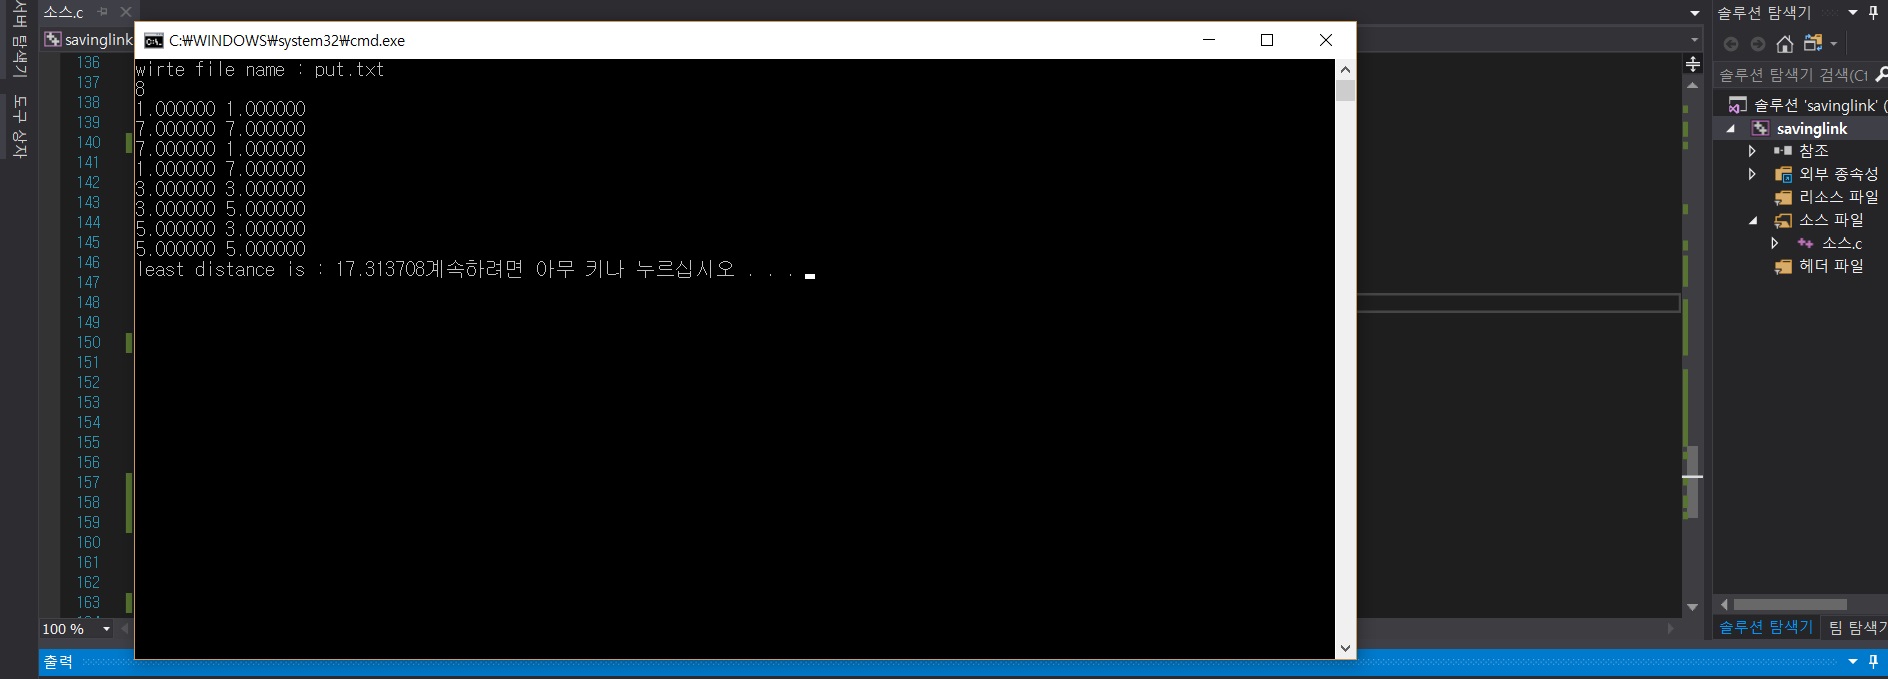 서버 탐색기
도구 상자
소스.c
savinglink
C:₩WINDOWS₩system32₩cmd.exe
wirte file name : put.txt
8
1.000000 1.000000
7.000000 7.000000
7.000000 1.000000
1.000000 7.000000
3.000000 3.000000
3.000000 5.000000
5.000000 3.000000
5.000000 5.000000
least distance is : 17.313708계속하려면 아무 키나 누르십시오 . . .
136
137
138
139
140
141
142
143
144
145
146
147
148
149
150
151
152
153
154
155
156
157
158
159
160
161
162
163
100 %
출력
솔루션 탐색기
솔루션 탐색기 검색(Ct
솔루션 'savinglink' (
savinglink
참조
외부 종속성
리소스 파일
소스 파일
소스.c
헤더 파일
솔루션 탐색기 팀 탐색기